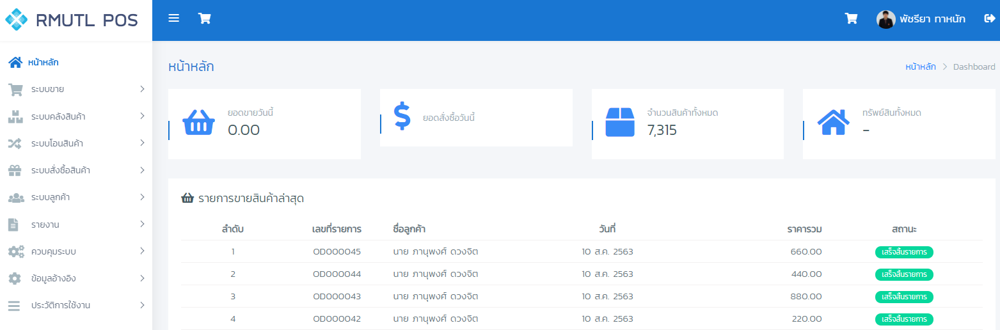 RMUTL POS
พัชรียา ทาหนัก
หน้าหลัก
ระบบขาย
ระบบคลังสินค้า
ระบบโอนสินค้า
ระบบสั่งซื้อสินค้า
ระบบลูกค้า
รายงาน
ควบคุมระบบ
ข้อมูลอ้างอิง
ประวัติการใช้งาน
หน้าหลัก
หน้าหลัก > Dashboard
ยอดขายวันนี้
0.00
ยอดสั่งซื้อวันนี้
จำนวนสินค้าทั้งหมด
7,315
ทรัพย์สินทั้งหมด
-
รายการขายสินค้าล่าสุด
ลำดับ เลขที่รายการ ชื่อลูกค้า วันที่ ราคารวม สถานะ
1 OD000045 นาย ภานุพงศ์ ดวงจิต 10 ส.ค. 2563 660.00 เสร็จสิ้นรายการ
2 OD000044 นาย ภานุพงศ์ ดวงจิต 10 ส.ค. 2563 440.00 เสร็จสิ้นรายการ
3 OD000043 นาย ภานุพงศ์ ดวงจิต 10 ส.ค. 2563 880.00 เสร็จสิ้นรายการ
4 OD000042 นาย ภานุพงศ์ ดวงจิต 10 ส.ค. 2563 220.00 เสร็จสิ้นรายการ